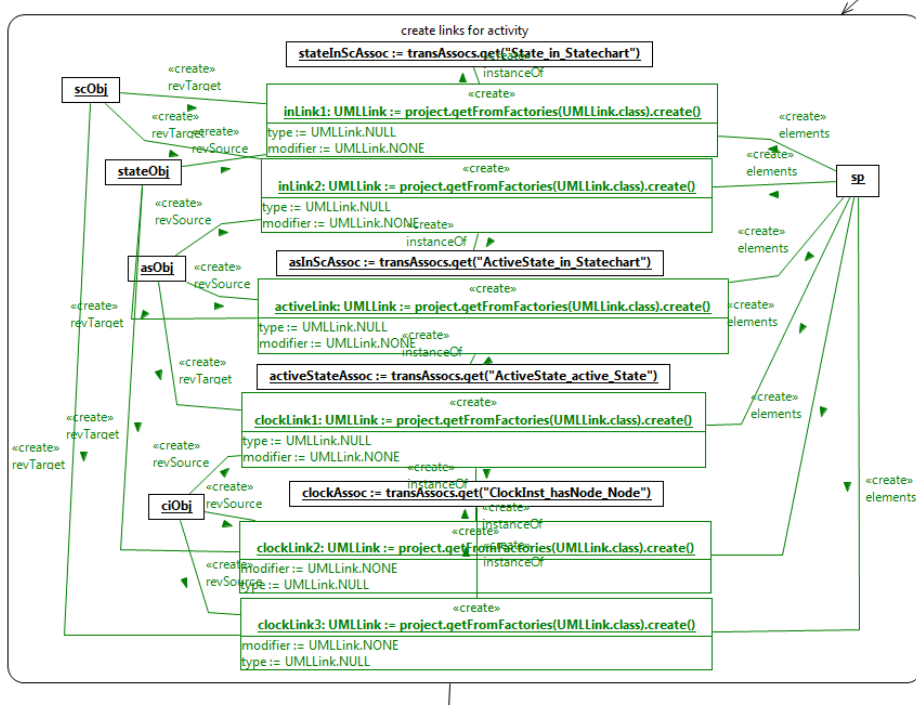 create links for activity
stateInScAssoc := transAssocs.get("State_in_Statechart")
«create»
instanceOf
«create»
revTarget
scObj
«create»
inLink1: UMLLink := project.getFromFactories(UMLLink.class).create()
type := UMLLink.NULL
modifier := UMLLink.NONE
«create»
revTarget
«create»
revSource
«create»
elements
stateObj
«create»
inLink2: UMLLink := project.getFromFactories(UMLLink.class).create()
type := UMLLink.NULL
modifier := UMLLink.NONE
«create»
elements
sp
«create»
revSource
«create»
instanceOf
«create»
elements
asInScAssoc := transAssocs.get("ActiveState_in_Statechart")
asObj
«create»
revSource
«create»
activeLink: UMLLink := project.getFromFactories(UMLLink.class).create()
type := UMLLink.NULL
modifier := UMLLink.NONE
«create»
revTarget
«create»
elements
«create»
instanceOf
activeStateAssoc := transAssocs.get("ActiveState_active_State")
«create»
revTarget
«create»
clockLink1: UMLLink := project.getFromFactories(UMLLink.class).create()
type := UMLLink.NULL
modifier := UMLLink.NONE
«create»
elements
«create»
revTarget
«create»
revTarget
«create»
revSource
«create»
instanceOf
clockAssoc := transAssocs.get("ClockInst_hasNode_Node")
ciObj
«create»
revSource
«create»
instanceOf
«create»
elements
«create»
clockLink2: UMLLink := project.getFromFactories(UMLLink.class).create()
modifier := UMLLink.NONE
type := UMLLink.NULL
«create»
instanceOf
«create»
revSource
«create»
clockLink3: UMLLink := project.getFromFactories(UMLLink.class).create()
modifier := UMLLink.NONE
type := UMLLink.NULL